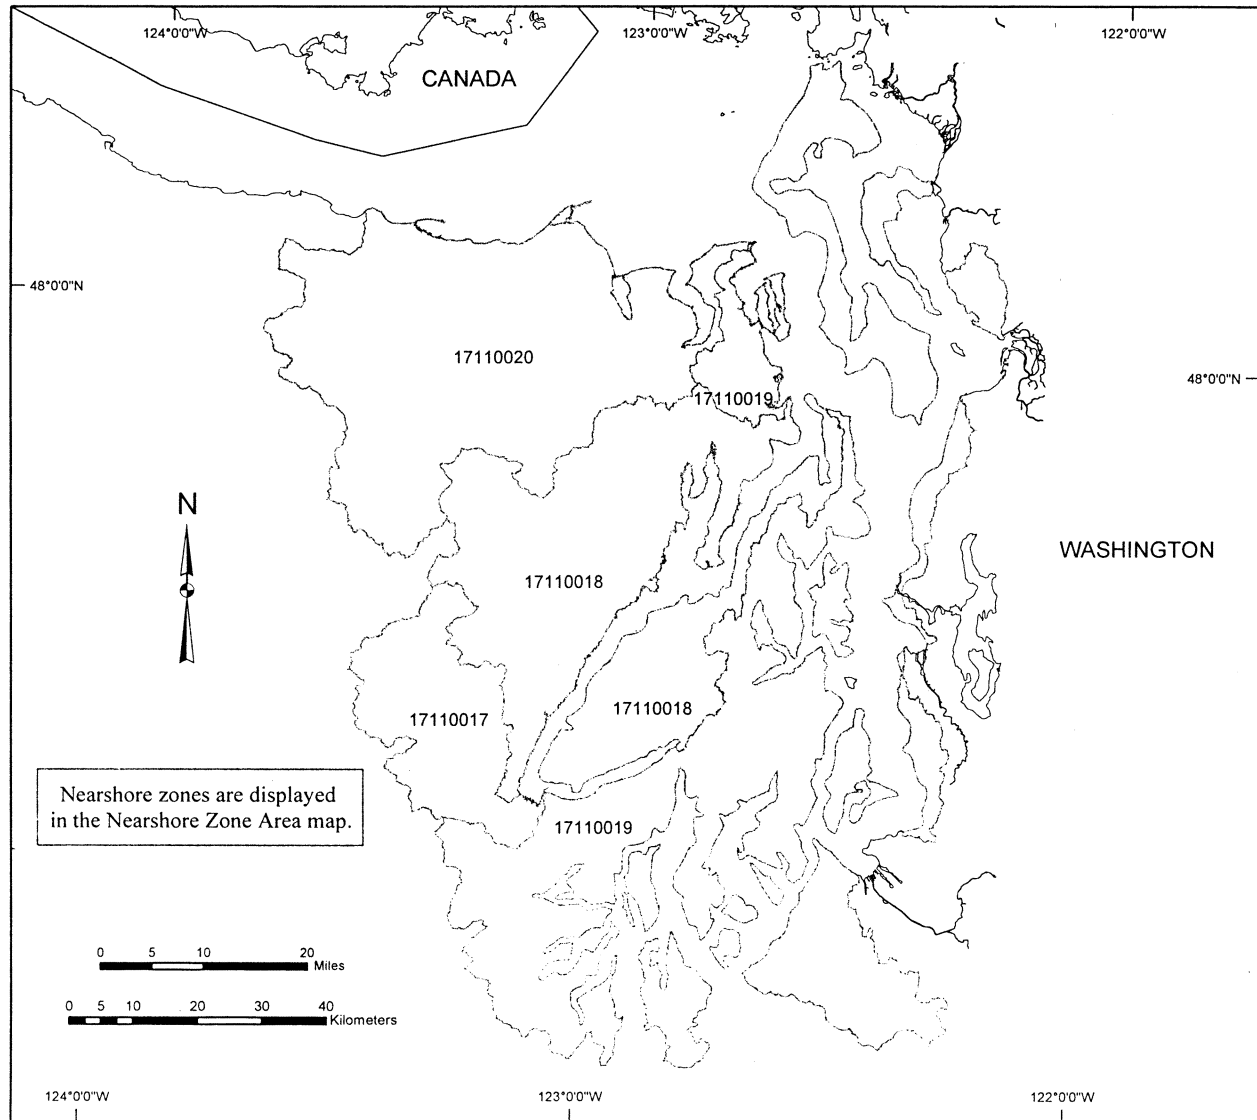 124°0'0"W
123°0'0"W
122°0'0"W
CANADA
48°0'0"N
17110020
48°0'0"N
17110019
N
WASHINGTON
17110018
17110018
17110017
Nearshore zones are displayed
in the Nearshore Zone Area map.
17110019
0 5 10 20
Miles
0 5 10 20 30 40
Kilometers
124°0'0"W
123°0'0"W
122°0'0"W